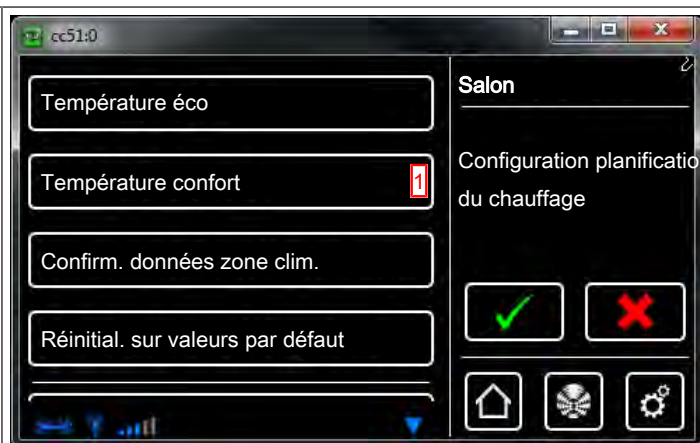 cc51:0
Température éco
Température confort 1
Confirm. données zone clim.
Réinitial. sur valeurs par défaut
Salon
Configuration planificatio
du chauffage